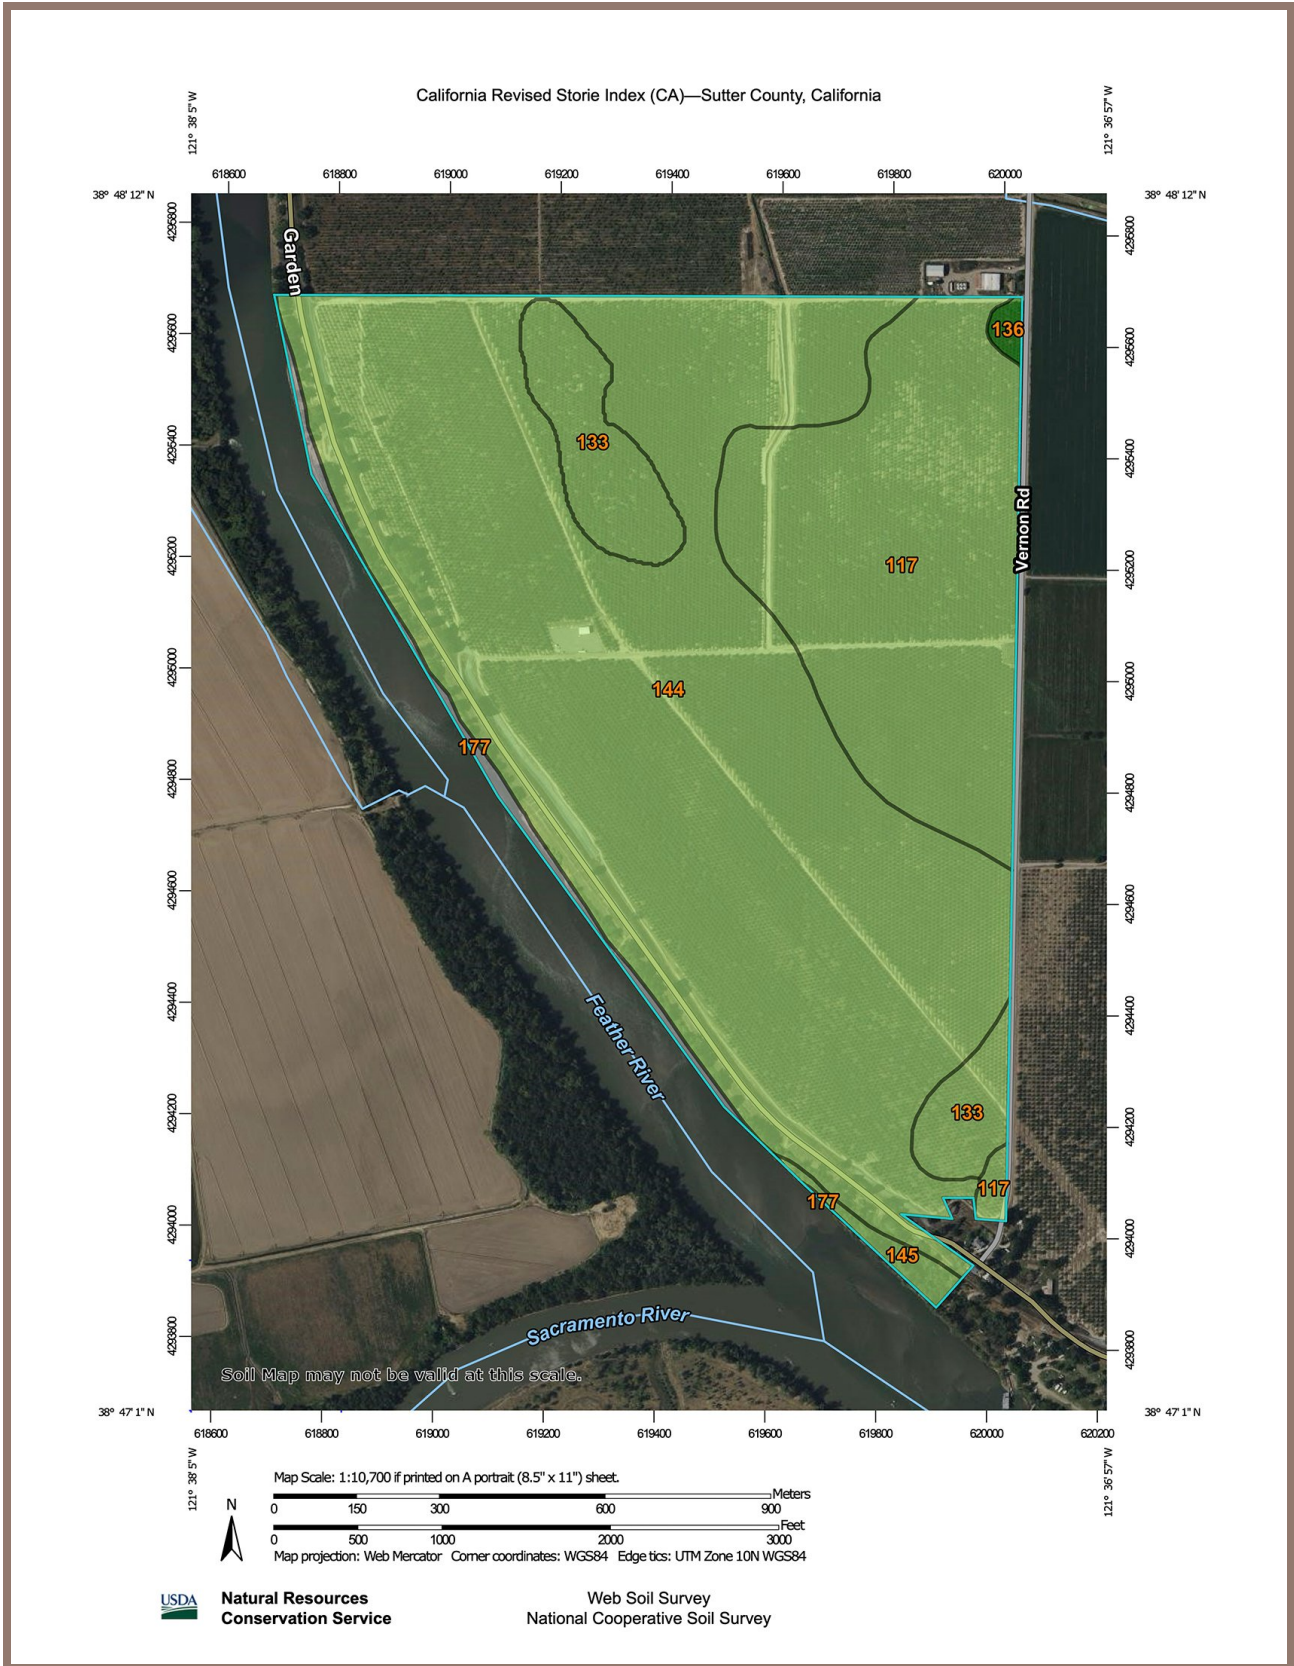 California Revised Storie Index (CA)—Sutter County, California
121° 38' 5" W
121° 36' 57" W
618600 618800 619000 619200 619400 619600 619800 620000
38° 48' 12" N
38° 48' 12" N
4295800
4295800
Garden
136
4295600
4295600
133
4295400
4295400
Vernon Rd
117
4295200
4295200
4295000
4295000
144
177
4294800
4294800
4294600
4294600
4294400
4294400
Feather River
133
4294200
4294200
117
177
4294000
4294000
145
Sacramento River
4293800
4293800
Soil Map may not be valid at this scale.
38° 47' 1" N
38° 47' 1" N
618600 618800 619000 619200 619400 619600 619800 620000 620200
121° 38' 5" W
121° 36' 57" W
Map Scale: 1:10,700 if printed on A portrait (8.5" x 11") sheet.
Meters
0 150 300 600 900
Feet
0 500 1000 2000 3000
N
Map projection: Web Mercator Corner coordinates: WGS84 Edge tics: UTM Zone 10N WGS84
USDA
Natural Resources
Conservation Service
Web Soil Survey
National Cooperative Soil Survey